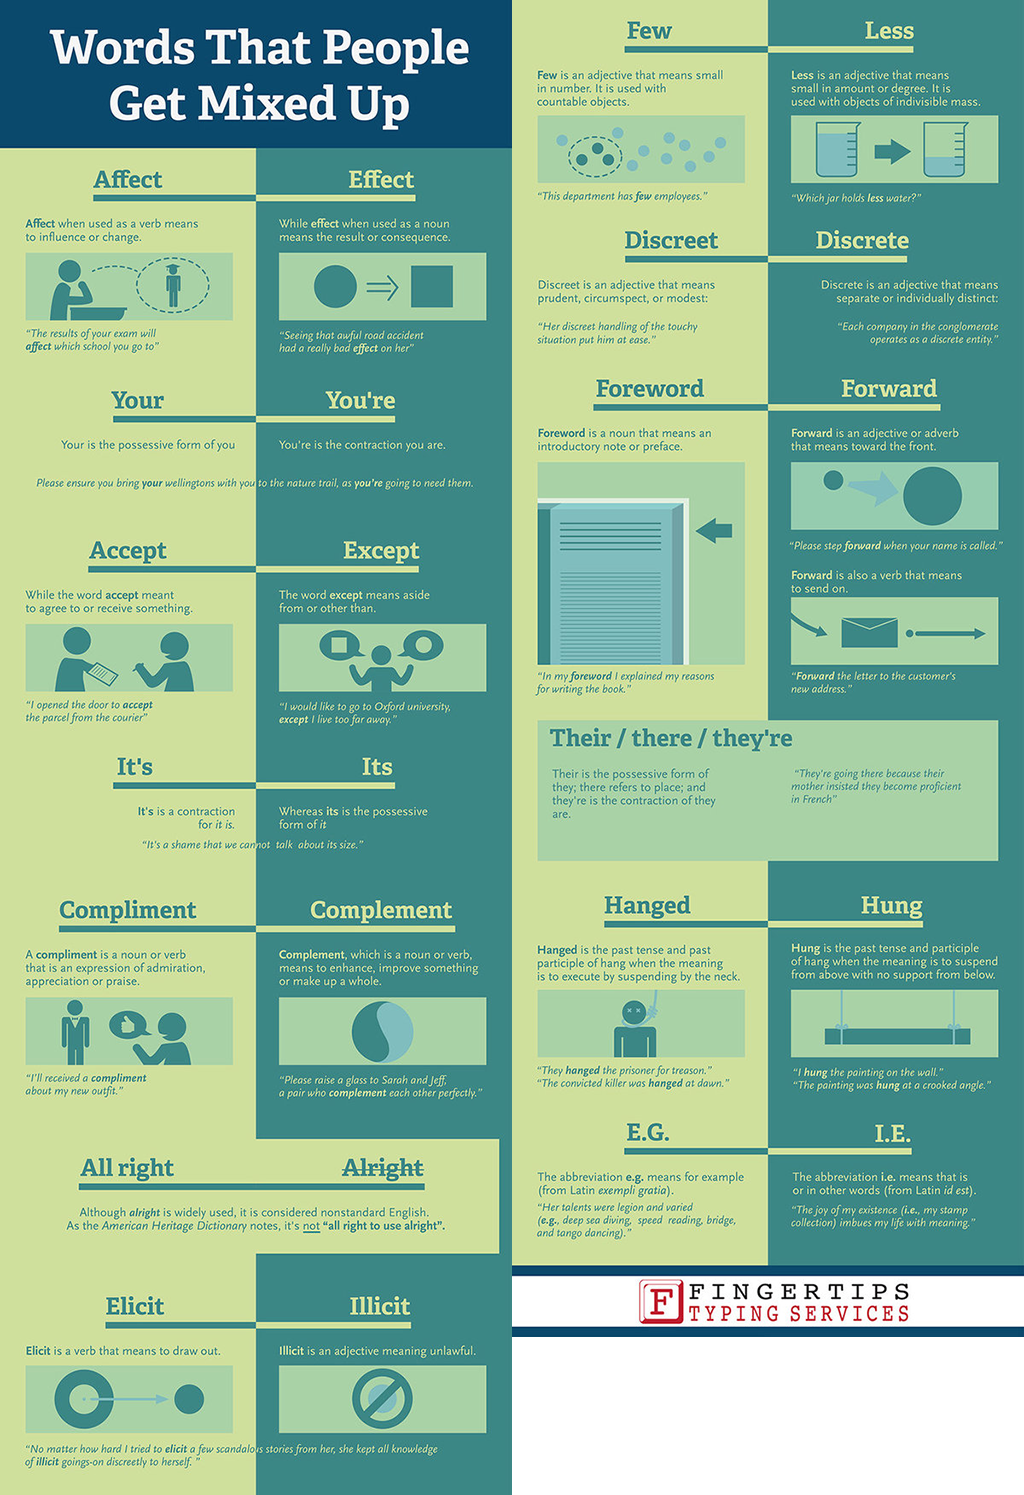 Words That People
Get Mixed Up
Affect
Effect
Affect when used as a verb means
to influence or change.
While effect when used as a noun
means the result or consequence.
“The results of your exam will
affect which school you go to”
“Seeing that awful road accident
had a really bad effect on her”
Your
You're
Your is the possessive form of you
You're is the contraction you are.
Please ensure you bring your wellingtons with you to the nature trail, as you're going to need them.
Accept
Except
While the word accept meant
to agree to or receive something.
The word except means aside
from or other than.
“I opened the door to accept
the parcel from the courier”
“I would like to go to Oxford university,
except I live too far away.”
It's
Its
It's is a contraction
for it is.
Whereas its is the possessive
form of it
“It's a shame that we cannot talk about its size.”
Compliment
Complement
A compliment is a noun or verb
that is an expression of admiration,
appreciation or praise.
Complement, which is a noun or verb,
means to enhance, improve something
or make up a whole.
“I'll received a compliment
about my new outfit.”
“Please raise a glass to Sarah and Jeff,
a pair who complement each other perfectly.”
All right
Alright
Although alright is widely used, it is considered nonstandard English.
As the American Heritage Dictionary notes, it's not “all right to use alright”.
Elicit
Illicit
Elicit is a verb that means to draw out.
Illicit is an adjective meaning unlawful.
“No matter how hard I tried to elicit a few scandalous stories from her, she kept all knowledge
of illicit goings-on discreetly to herself. ”
Few
Less
Few is an adjective that means small
in number. It is used with
countable objects.
Less is an adjective that means
small in amount or degree. It is
used with objects of indivisible mass.
“This department has few employees.”
“Which jar holds less water?”
Discreet
Discrete
Discreet is an adjective that means
prudent, circumspect, or modest:
Discrete is an adjective that means
separate or individually distinct:
“Her discreet handling of the touchy
situation put him at ease.”
“Each company in the conglomerate
operates as a discrete entity.”
Foreword
Forward
Foreword is a noun that means an
introductory note or preface.
Forward is an adjective or adverb
that means toward the front.
“Please step forward when your name is called.”
Forward is also a verb that means
to send on.
“In my foreword I explained my reasons
for writing the book.”
“Forward the letter to the customer's
new address.”
Their / there / they're
Their is the possessive form of
they; there refers to place; and
they're is the contraction of they
are.
“They're going there because their
mother insisted they become proficient
in French”
Hanged
Hung
Hanged is the past tense and past
participle of hang when the meaning
is to execute by suspending by the neck.
Hung is the past tense and participle
of hang when the meaning is to suspend
from above with no support from below.
“They hanged the prisoner for treason.”
“The convicted killer was hanged at dawn.”
“I hung the painting on the wall.”
“The painting was hung at a crooked angle.”
E.G.
I.E.
The abbreviation e.g. means for example
(from Latin exempli gratia).
The abbreviation i.e. means that is
or in other words (from Latin id est).
“Her talents were legion and varied
(e.g., deep sea diving, speed reading, bridge,
and tango dancing).”
“The joy of my existence (i.e., my stamp
collection) imbues my life with meaning.”
F
FINGERTIPS
TYPING SERVICES